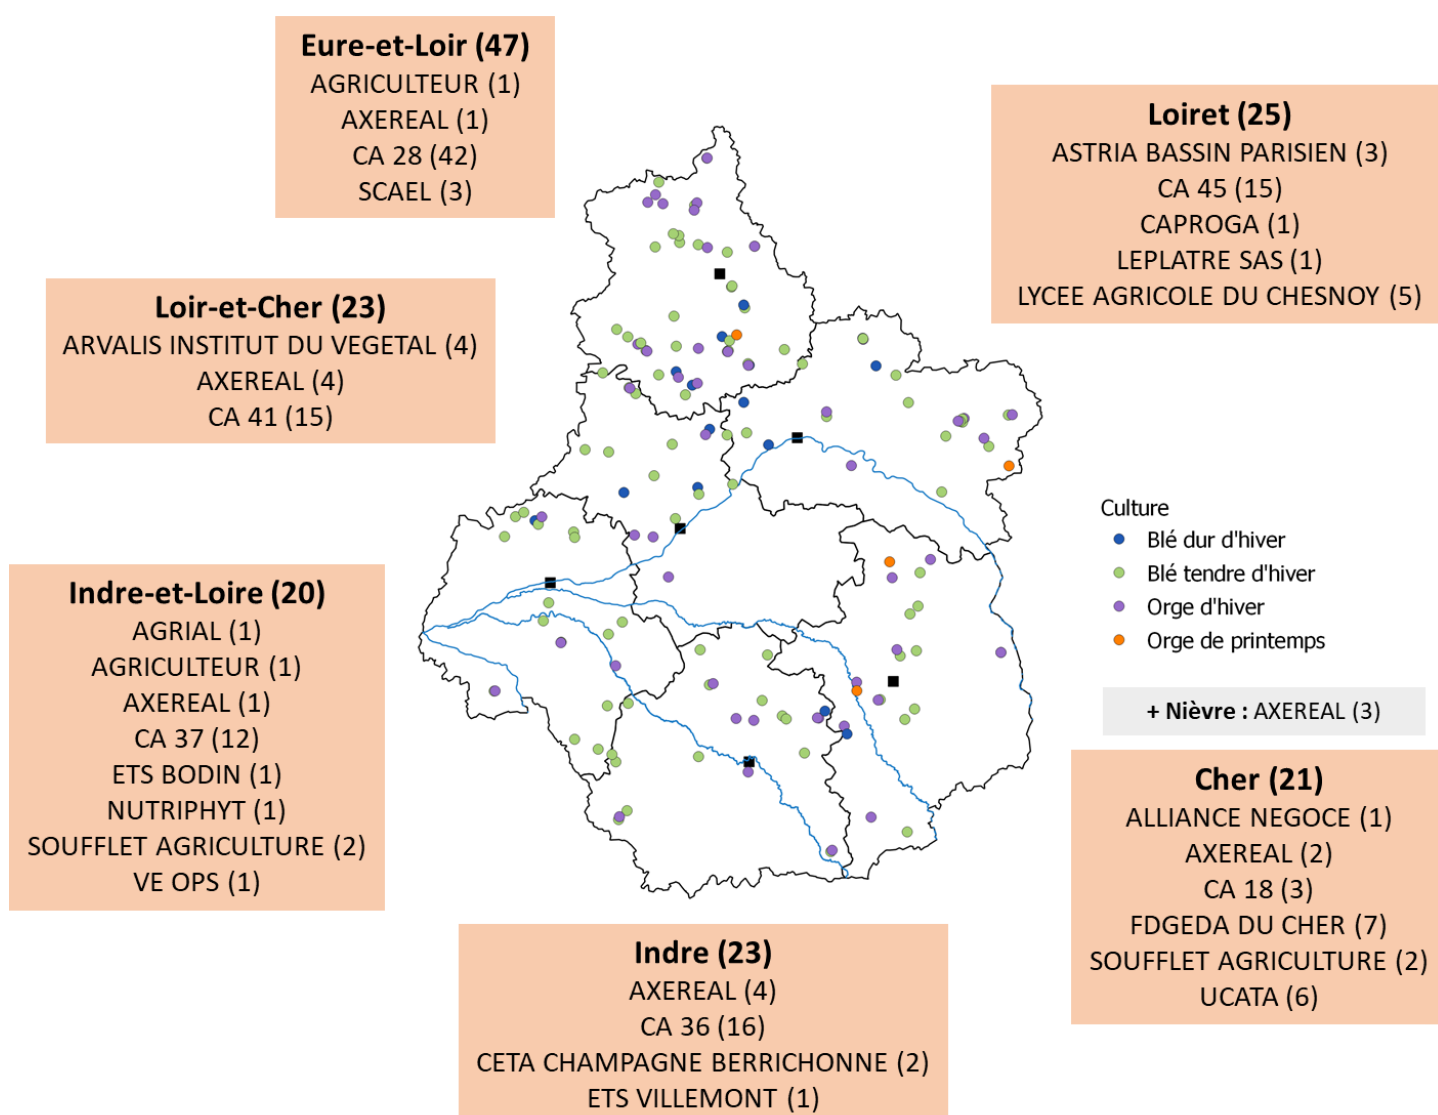 Eure-et-Loir (47)
AGRICULTEUR (1)
AXEREAL (1)
CA 28 (42)
SCAEL (3)
Loiret (25)
ASTRIA BASSIN PARISIEN (3)
CA 45 (15)
CAPROGA (1)
LEPLATRE SAS (1)
LYCEE AGRICOLE DU CHESNOY (5)
Loir-et-Cher (23)
ARVALIS INSTITUT DU VEGETAL (4)
AXEREAL (4)
CA 41 (15)
Culture
Blé dur d'hiver
Blé tendre d'hiver
Orge d'hiver
Orge de printemps
Indre-et-Loire (20)
AGRIAL (1)
AGRICULTEUR (1)
AXEREAL (1)
CA 37 (12)
ETS BODIN (1)
NUTRIPHYT (1)
SOUFFLET AGRICULTURE (2)
VE OPS (1)
+ Nièvre : AXEREAL (3)
Cher (21)
ALLIANCE NEGOCE (1)
AXEREAL (2)
CA 18 (3)
FDGEDA DU CHER (7)
SOUFFLET AGRICULTURE (2)
UCATA (6)
Indre (23)
AXEREAL (4)
CA 36 (16)
CETA CHAMPAGNE BERRICHONNE (2)
ETS VILLEMONT (1)